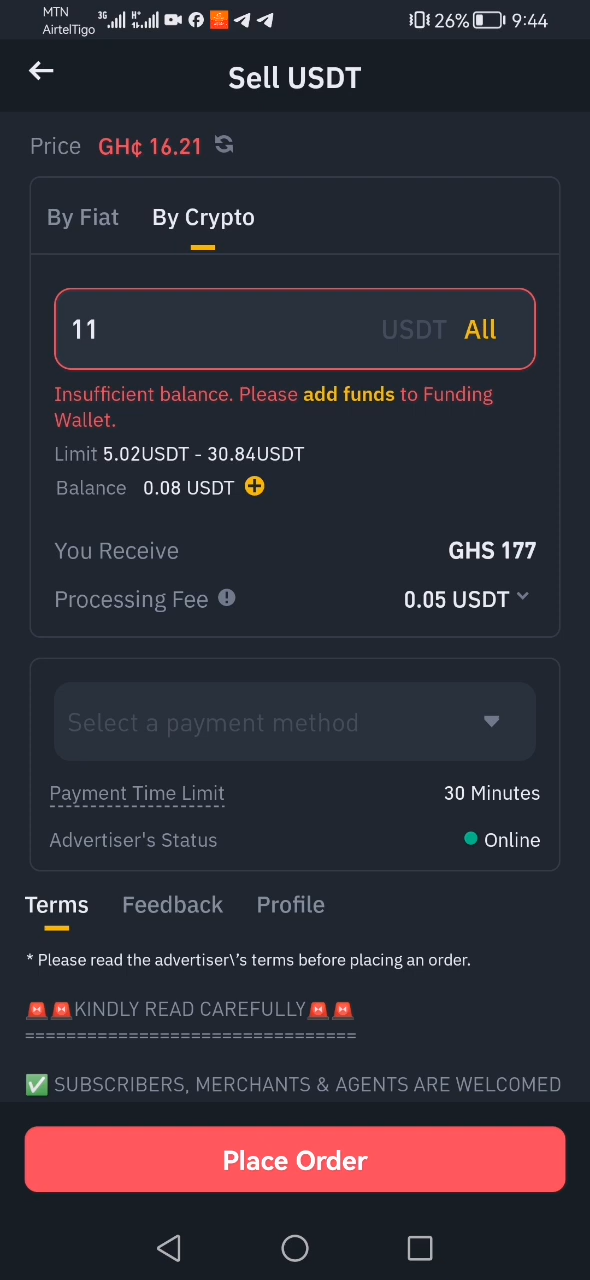 MTN
AirtelTigo 3G H+ 26% 9:44
Sell USDT
Price GH¢ 16.21
By Fiat By Crypto
11 USDT All
Insufficient balance. Please add funds to Funding
Wallet.
Limit 5.02USDT - 30.84USDT
Balance 0.08 USDT
You Receive GHS 177
Processing Fee 0.05 USDT
Select a payment method
Payment Time Limit 30 Minutes
Advertiser's Status Online
Terms Feedback Profile
* Please read the advertiser\'s terms before placing an order.
🚨🚨KINDLY READ CAREFULLY🚨🚨
================================
✅ SUBSCRIBERS, MERCHANTS & AGENTS ARE WELCOMED
Place Order